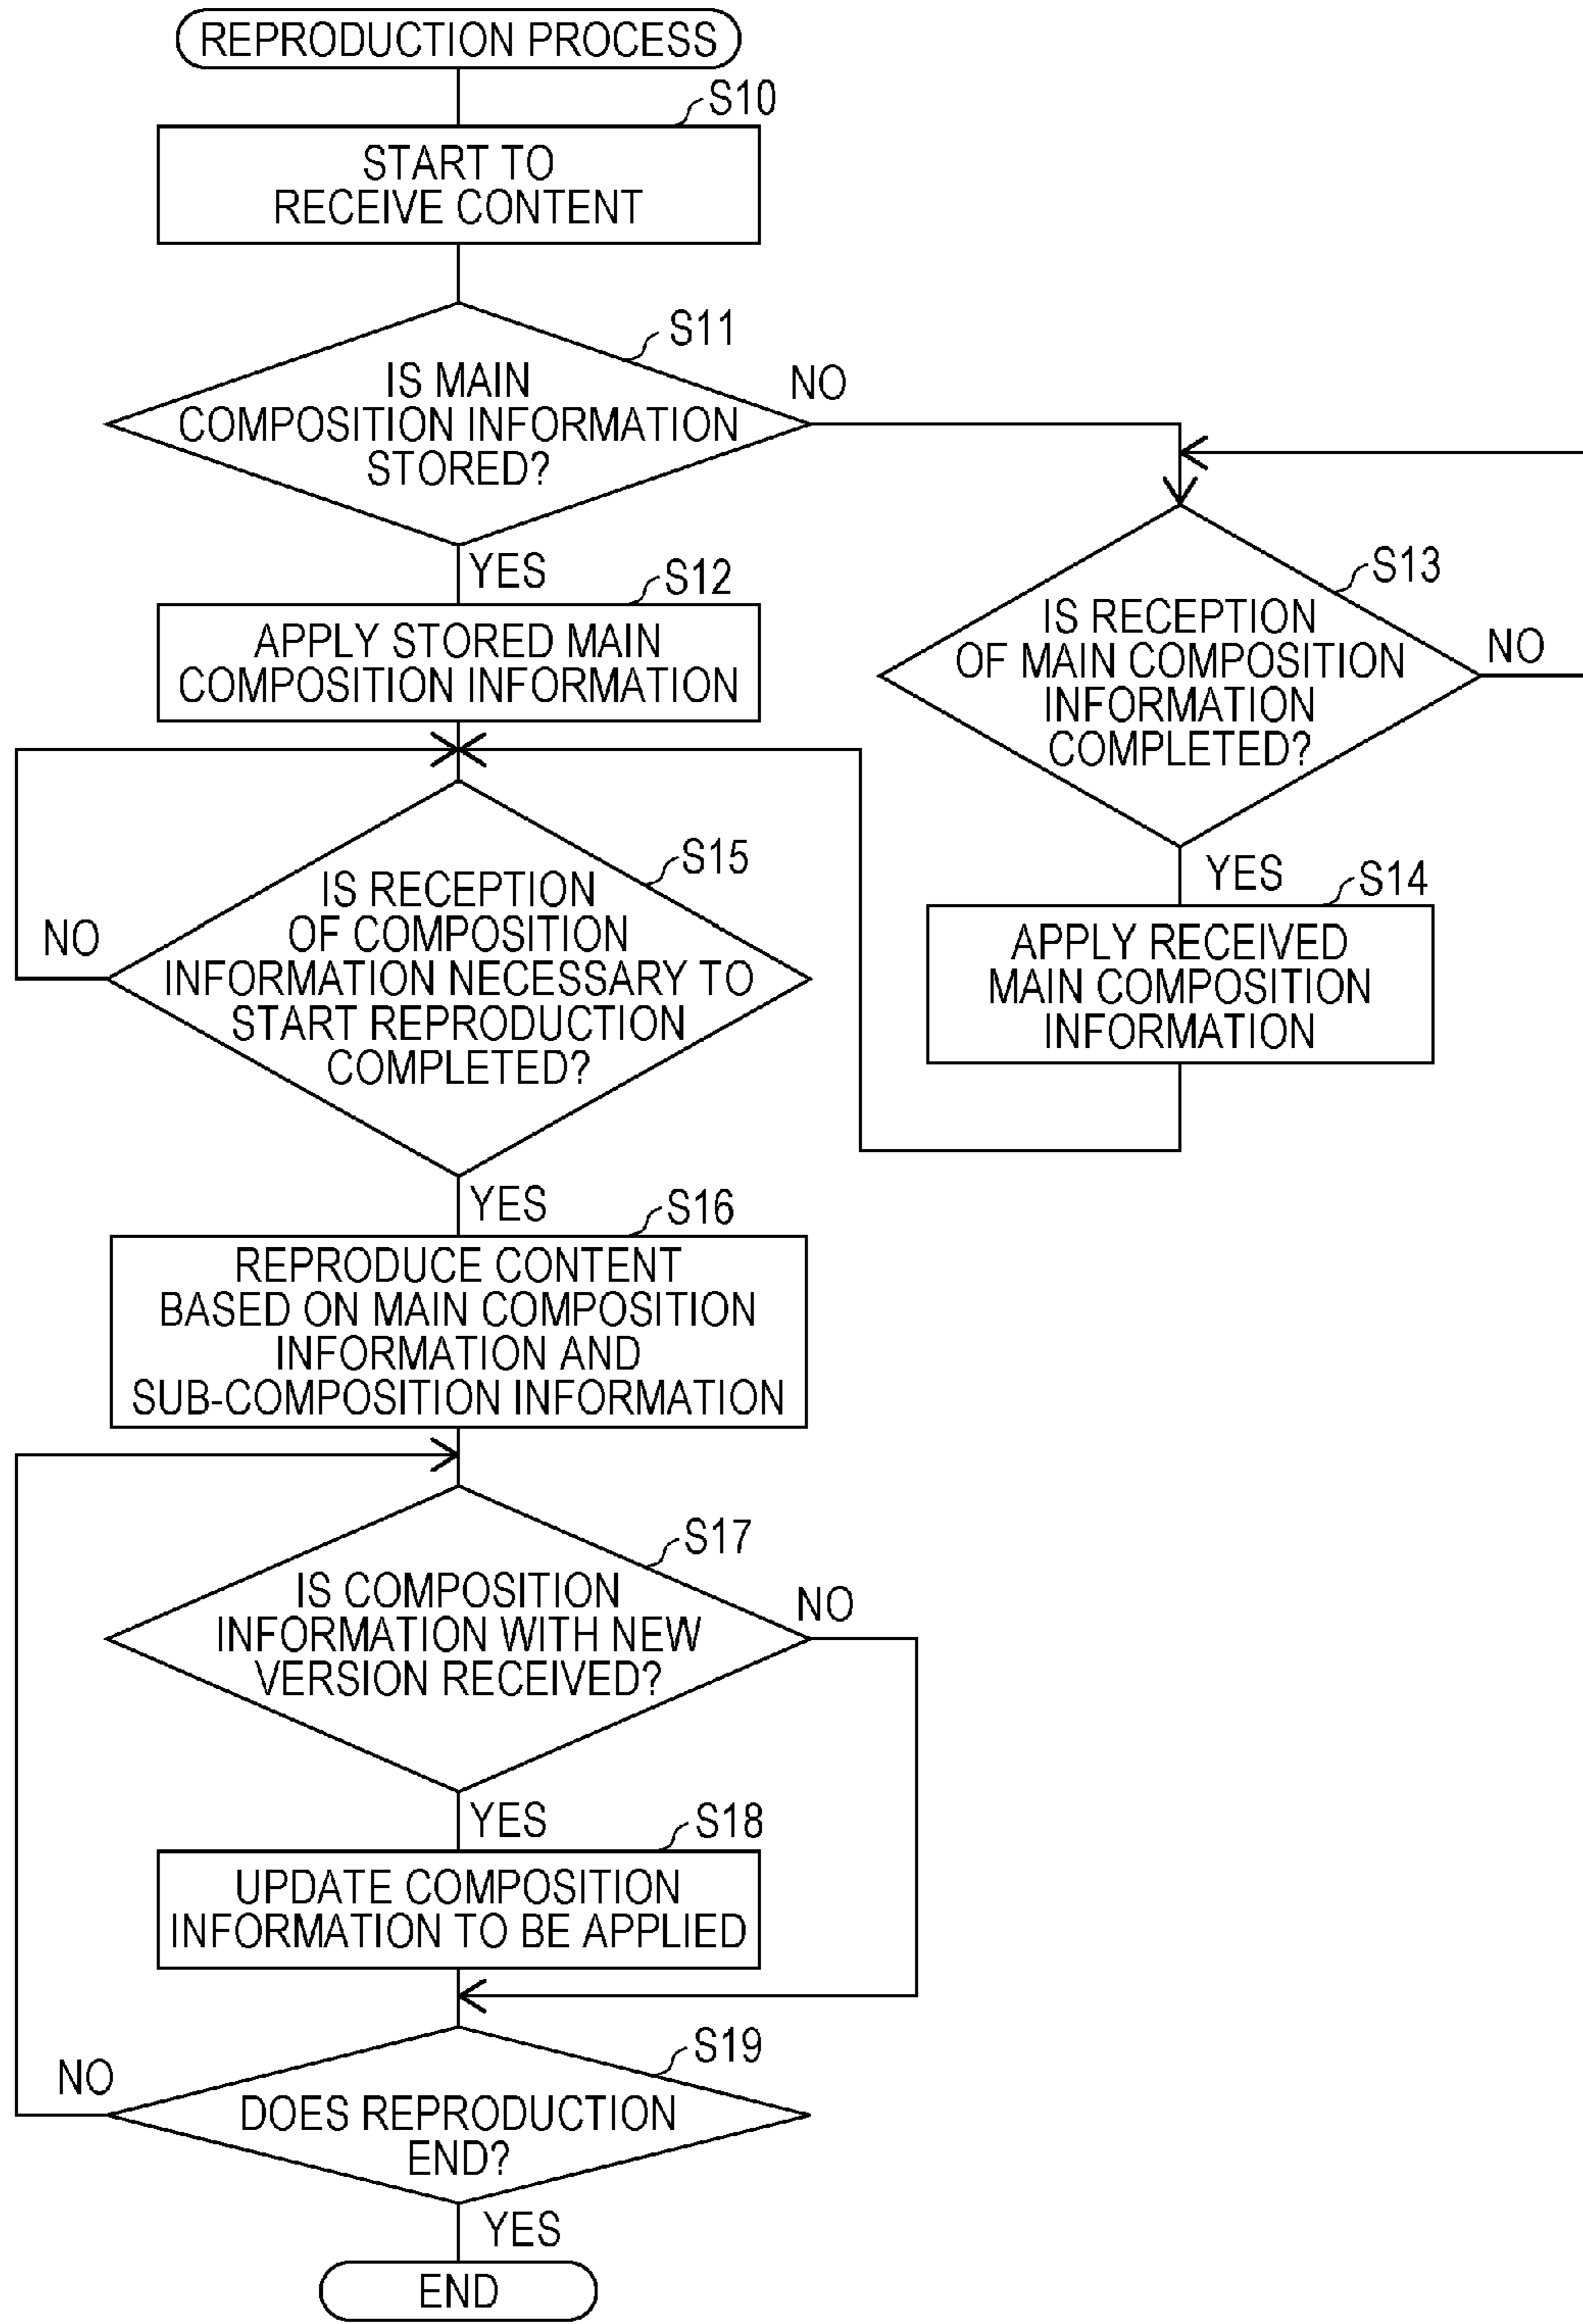 REPRODUCTION PROCESS
S10
START TO
RECEIVE CONTENT
S11
IS MAIN
COMPOSITION INFORMATION
STORED?
NO
YES
S12
APPLY STORED MAIN
COMPOSITION INFORMATION
S13
IS RECEPTION
OF MAIN COMPOSITION
INFORMATION
COMPLETED?
NO
YES
S14
APPLY RECEIVED
MAIN COMPOSITION
INFORMATION
S15
IS RECEPTION
OF COMPOSITION
INFORMATION NECESSARY TO
START REPRODUCTION
COMPLETED?
NO
YES
S16
REPRODUCE CONTENT
BASED ON MAIN COMPOSITION
INFORMATION AND
SUB-COMPOSITION INFORMATION
S17
IS COMPOSITION
INFORMATION WITH NEW
VERSION RECEIVED?
NO
YES
S18
UPDATE COMPOSITION
INFORMATION TO BE APPLIED
S19
DOES REPRODUCTION
END?
NO
YES
END